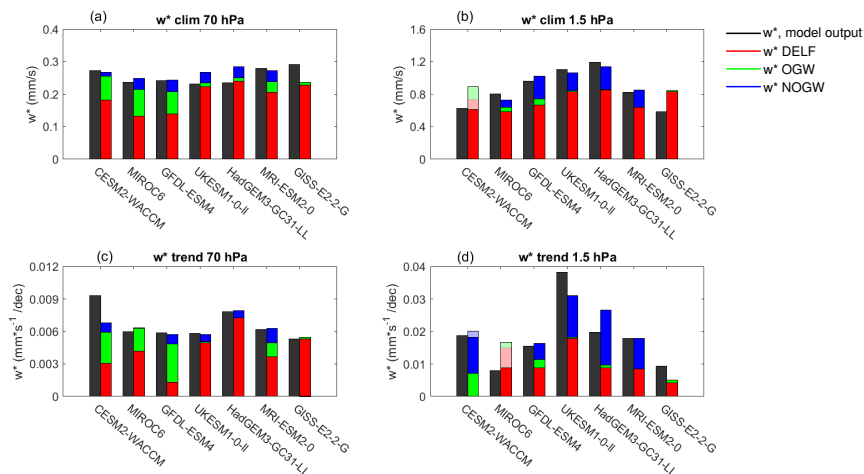 (a)
w* clim 70 hPa
w* (mm/s)
0.4
0.3
0.2
0.1
0
CESM2-WACCM
MIROC6
GFDL-ESM4
UKESM1-0-ll
HadGEM3-GC31-LL
MRI-ESM2-0
GISS-E2-2-G
(b)
w* clim 1.5 hPa
w* (mm/s)
1.6
1.2
0.8
0.4
0
CESM2-WACCM
MIROC6
GFDL-ESM4
UKESM1-0-ll
HadGEM3-GC31-LL
MRI-ESM2-0
GISS-E2-2-G
w*, model output
w* DELF
w* OGW
w* NOGW
(c)
w* trend 70 hPa
w* (mm*s⁻¹ /dec)
0.012
0.009
0.006
0.003
0
CESM2-WACCM
MIROC6
GFDL-ESM4
UKESM1-0-ll
HadGEM3-GC31-LL
MRI-ESM2-0
GISS-E2-2-G
(d)
w* trend 1.5 hPa
w* (mm*s⁻¹ /dec)
0.04
0.03
0.02
0.01
0
CESM2-WACCM
MIROC6
GFDL-ESM4
UKESM1-0-ll
HadGEM3-GC31-LL
MRI-ESM2-0
GISS-E2-2-G